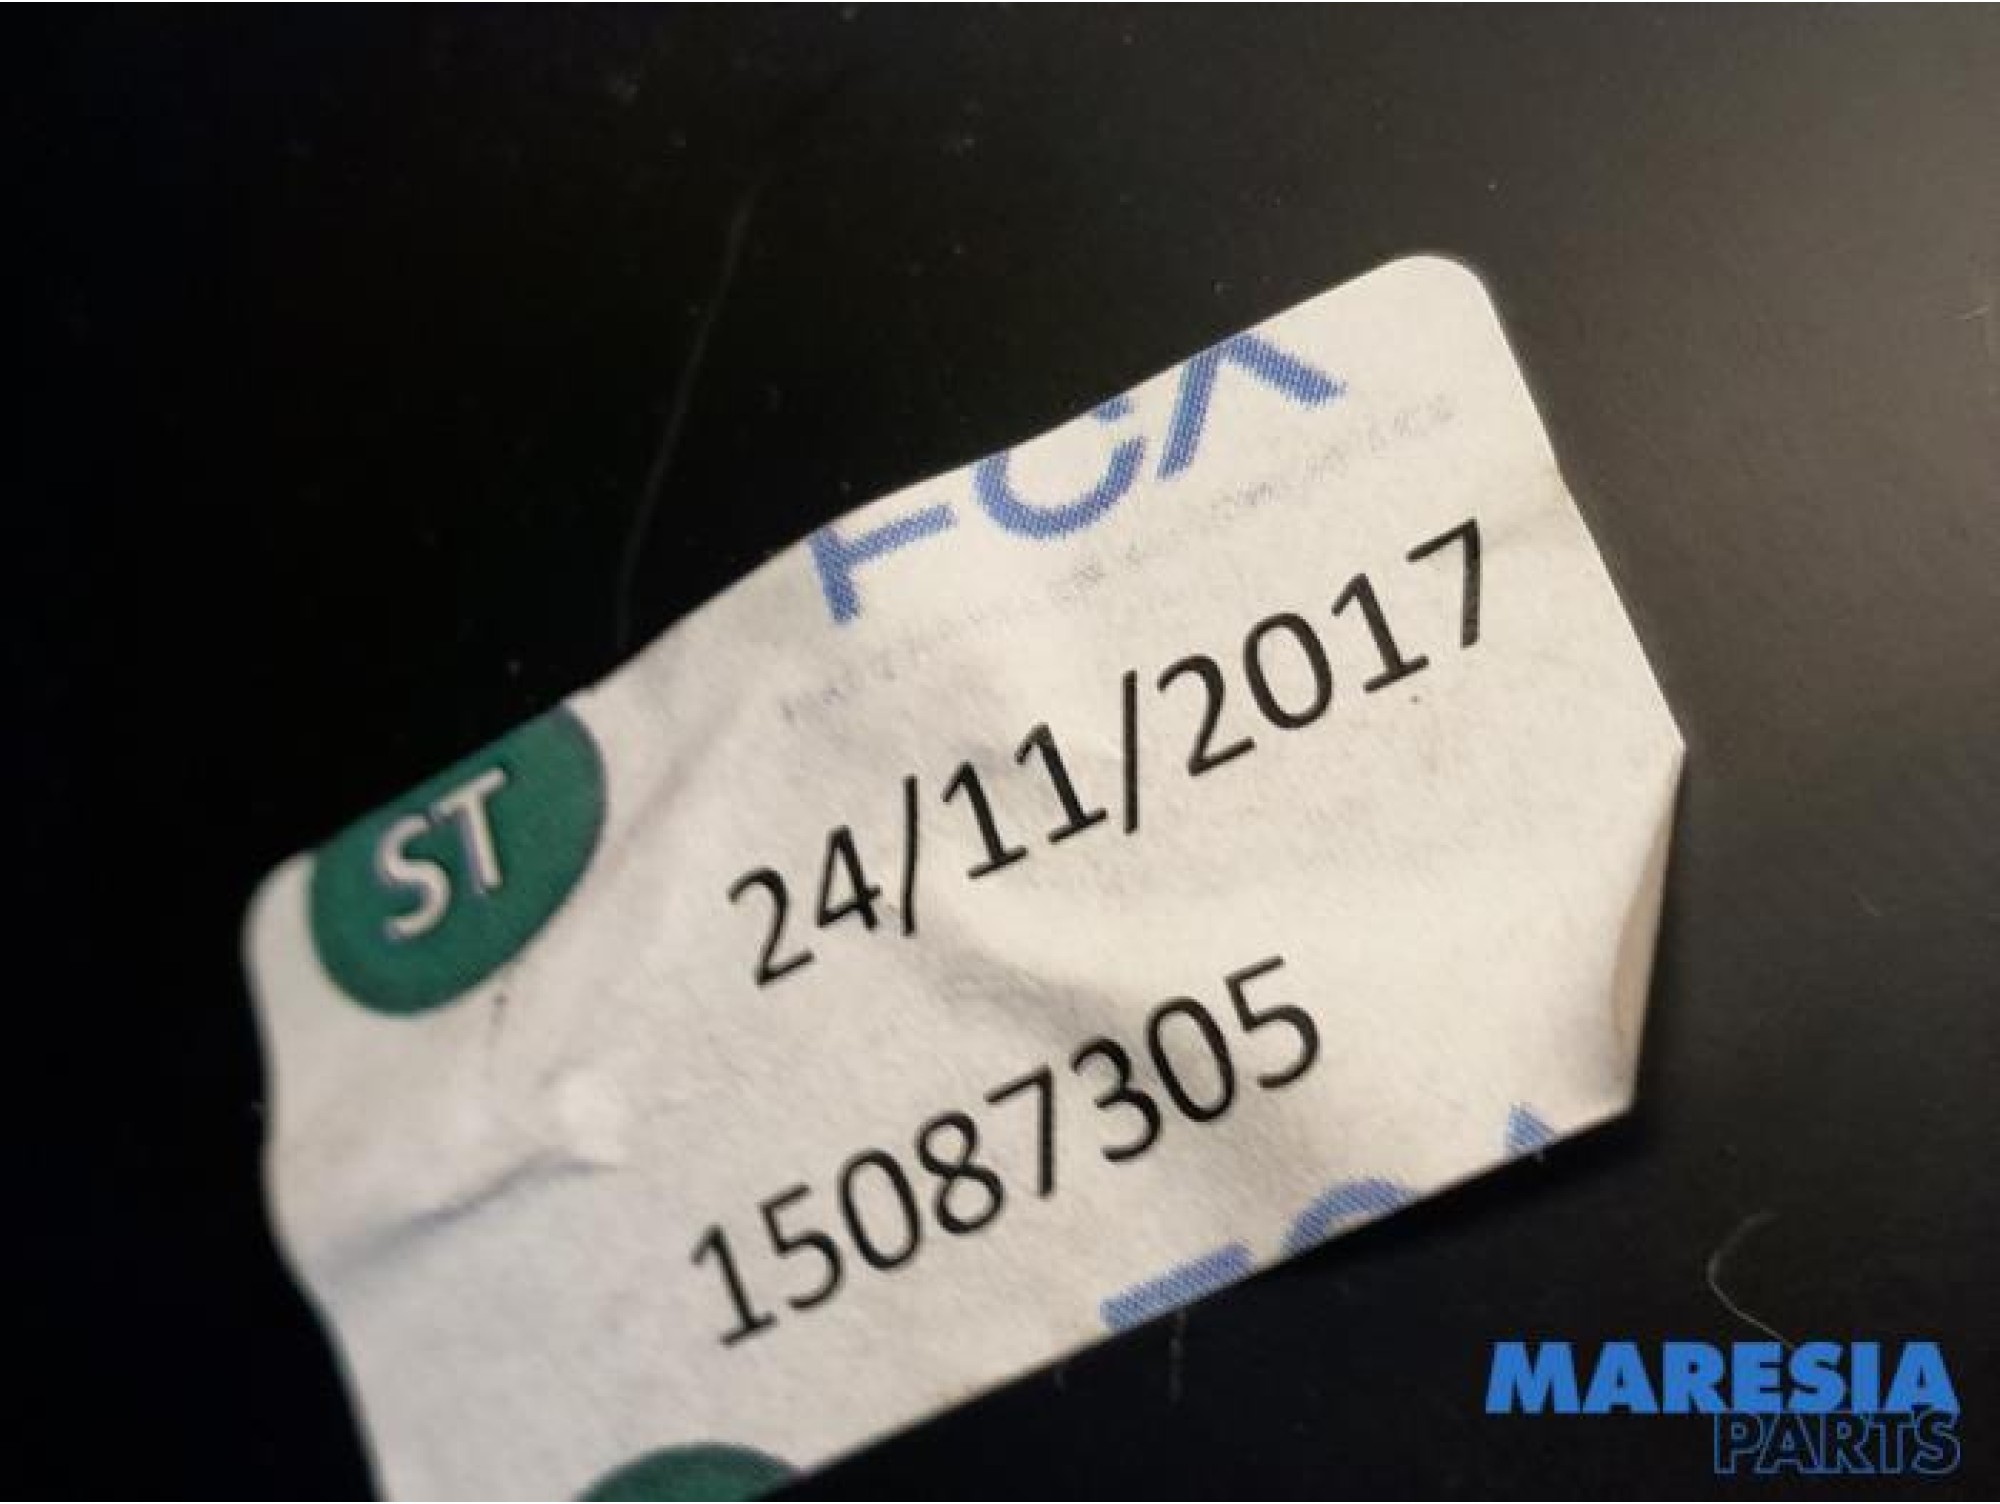 FCA
ST
24/11/2017
15087305
MARESIA
PARTS